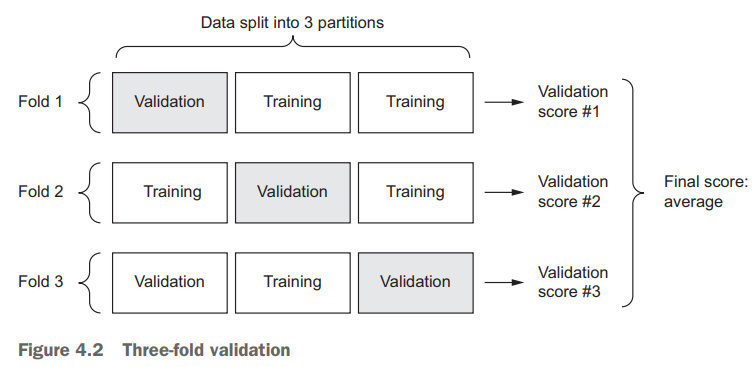 Data split into 3 partitions
Fold 1 Validation Training Training Validation
score #1
Fold 2 Training Validation Training Validation
score #2
Final score:
average
Fold 3 Validation Training Validation Validation
score #3
Figure 4.2 Three-fold validation